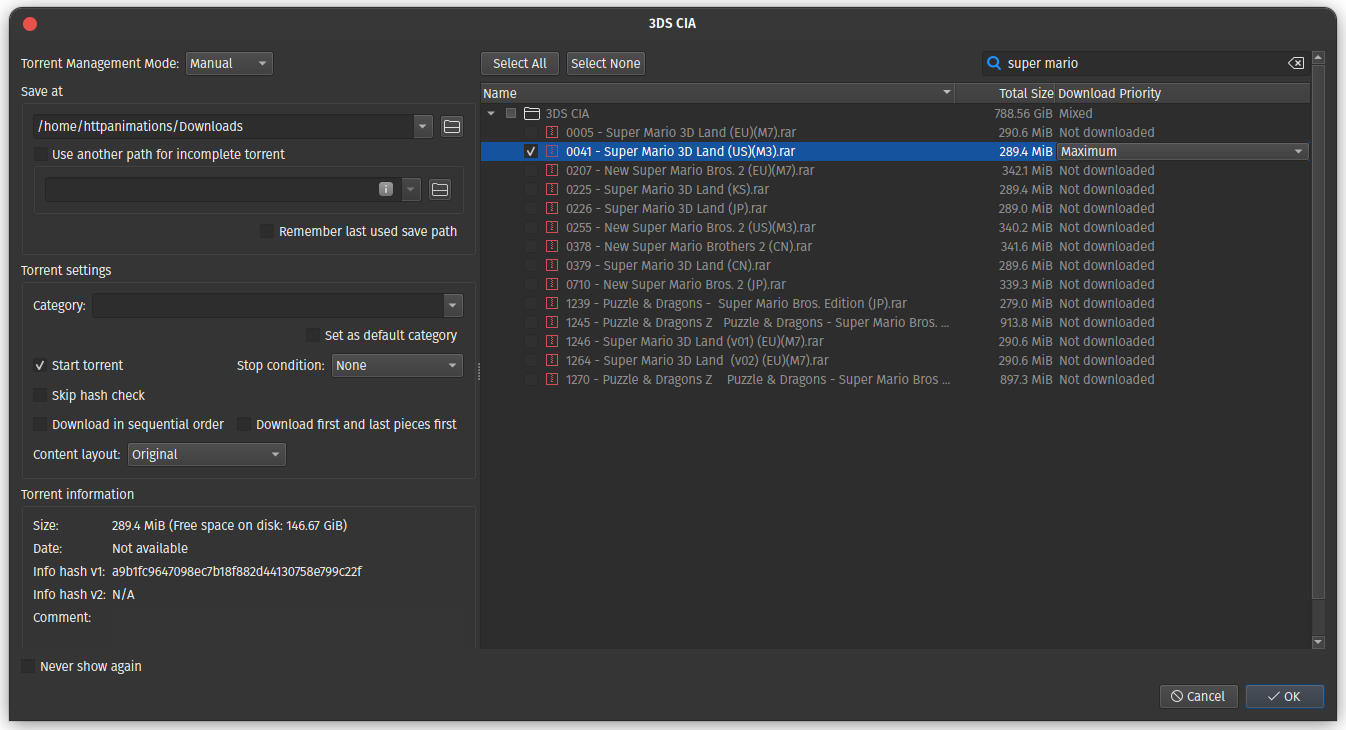 3DS CIA
Torrent Management Mode: Manual
Save at
/home/httpanimations/Downloads
Use another path for incomplete torrent
Remember last used save path
Torrent settings
Category:
Set as default category
Start torrent
Stop condition: None
Skip hash check
Download in sequential order
Download first and last pieces first
Content layout: Original
Torrent information
Size: 289.4 MiB (Free space on disk: 146.67 GiB)
Date: Not available
Info hash v1: a9b1fc9647098ec7b18f882d44130758e799c22f
Info hash v2: N/A
Comment:
Never show again
Select All Select None super mario
Name Total Size Download Priority
3DS CIA 788.56 GiB Mixed
0005 - Super Mario 3D Land (EU)(M7).rar 290.6 MiB Not downloaded
0041 - Super Mario 3D Land (US)(M3).rar 289.4 MiB Maximum
0207 - New Super Mario Bros. 2 (EU)(M7).rar 342.1 MiB Not downloaded
0225 - Super Mario 3D Land (KS).rar 289.4 MiB Not downloaded
0226 - Super Mario 3D Land (JP).rar 289.0 MiB Not downloaded
0255 - New Super Mario Bros. 2 (US)(M3).rar 340.2 MiB Not downloaded
0378 - New Super Mario Brothers 2 (CN).rar 341.6 MiB Not downloaded
0379 - Super Mario 3D Land (CN).rar 289.6 MiB Not downloaded
0710 - New Super Mario Bros. 2 (JP).rar 339.3 MiB Not downloaded
1239 - Puzzle & Dragons -  Super Mario Bros. Edition (JP).rar 279.0 MiB Not downloaded
1245 - Puzzle & Dragons Z   Puzzle & Dragons - Super Mario Bros. ... 913.8 MiB Not downloaded
1246 - Super Mario 3D Land (v01) (EU)(M7).rar 290.6 MiB Not downloaded
1264 - Super Mario 3D Land  (v02) (EU)(M7).rar 290.6 MiB Not downloaded
1270 - Puzzle & Dragons Z    Puzzle & Dragons - Super Mario Bros ... 897.3 MiB Not downloaded
Cancel OK